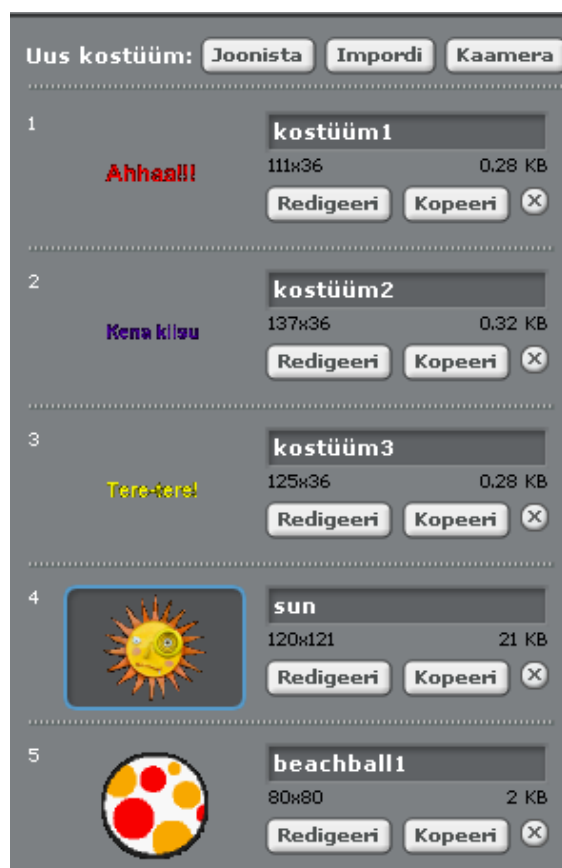 Uus kostüüm: Joonista Impordi Kaamera
1
Ahhaa!!!
kostüüm1
111x36 0.28 KB
Redigeeri Kopeeri
2
Kena kiisu
kostüüm2
137x36 0.32 KB
Redigeeri Kopeeri
3
Tere-tere!
kostüüm3
125x36 0.28 KB
Redigeeri Kopeeri
4
sun
120x121 21 KB
Redigeeri Kopeeri
5
beachball1
80x80 2 KB
Redigeeri Kopeeri